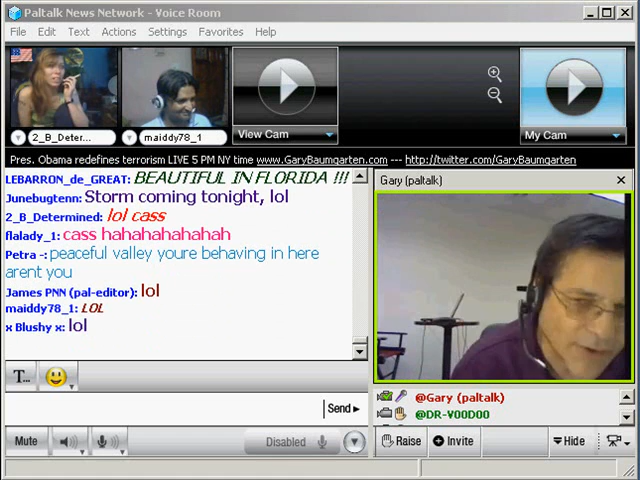 Paltalk News Network - Voice Room
File Edit Text Actions Settings Favorites Help
2_B_Deter... maiddy78_1 View Cam My Cam
Pres. Obama redefines terrorism LIVE 5 PM NY time www.GaryBaumgarten.com --- http://twitter.com/GaryBaumgarten
LEBARRON_de_GREAT: BEAUTIFUL IN FLORIDA !!!
Junebugtenn: Storm coming tonight, lol
2_B_Determined: lol cass
flalady_1: cass hahahahahahah
Petra -: peaceful valley youre behaving in here
arent you
James PNN (pal-editor): lol
maiddy78_1: LOL
x Blushy x: lol
Gary (paltalk)
@Gary (paltalk)
@DR-V00D00
T...
Send
Mute Disabled Raise Invite Hide